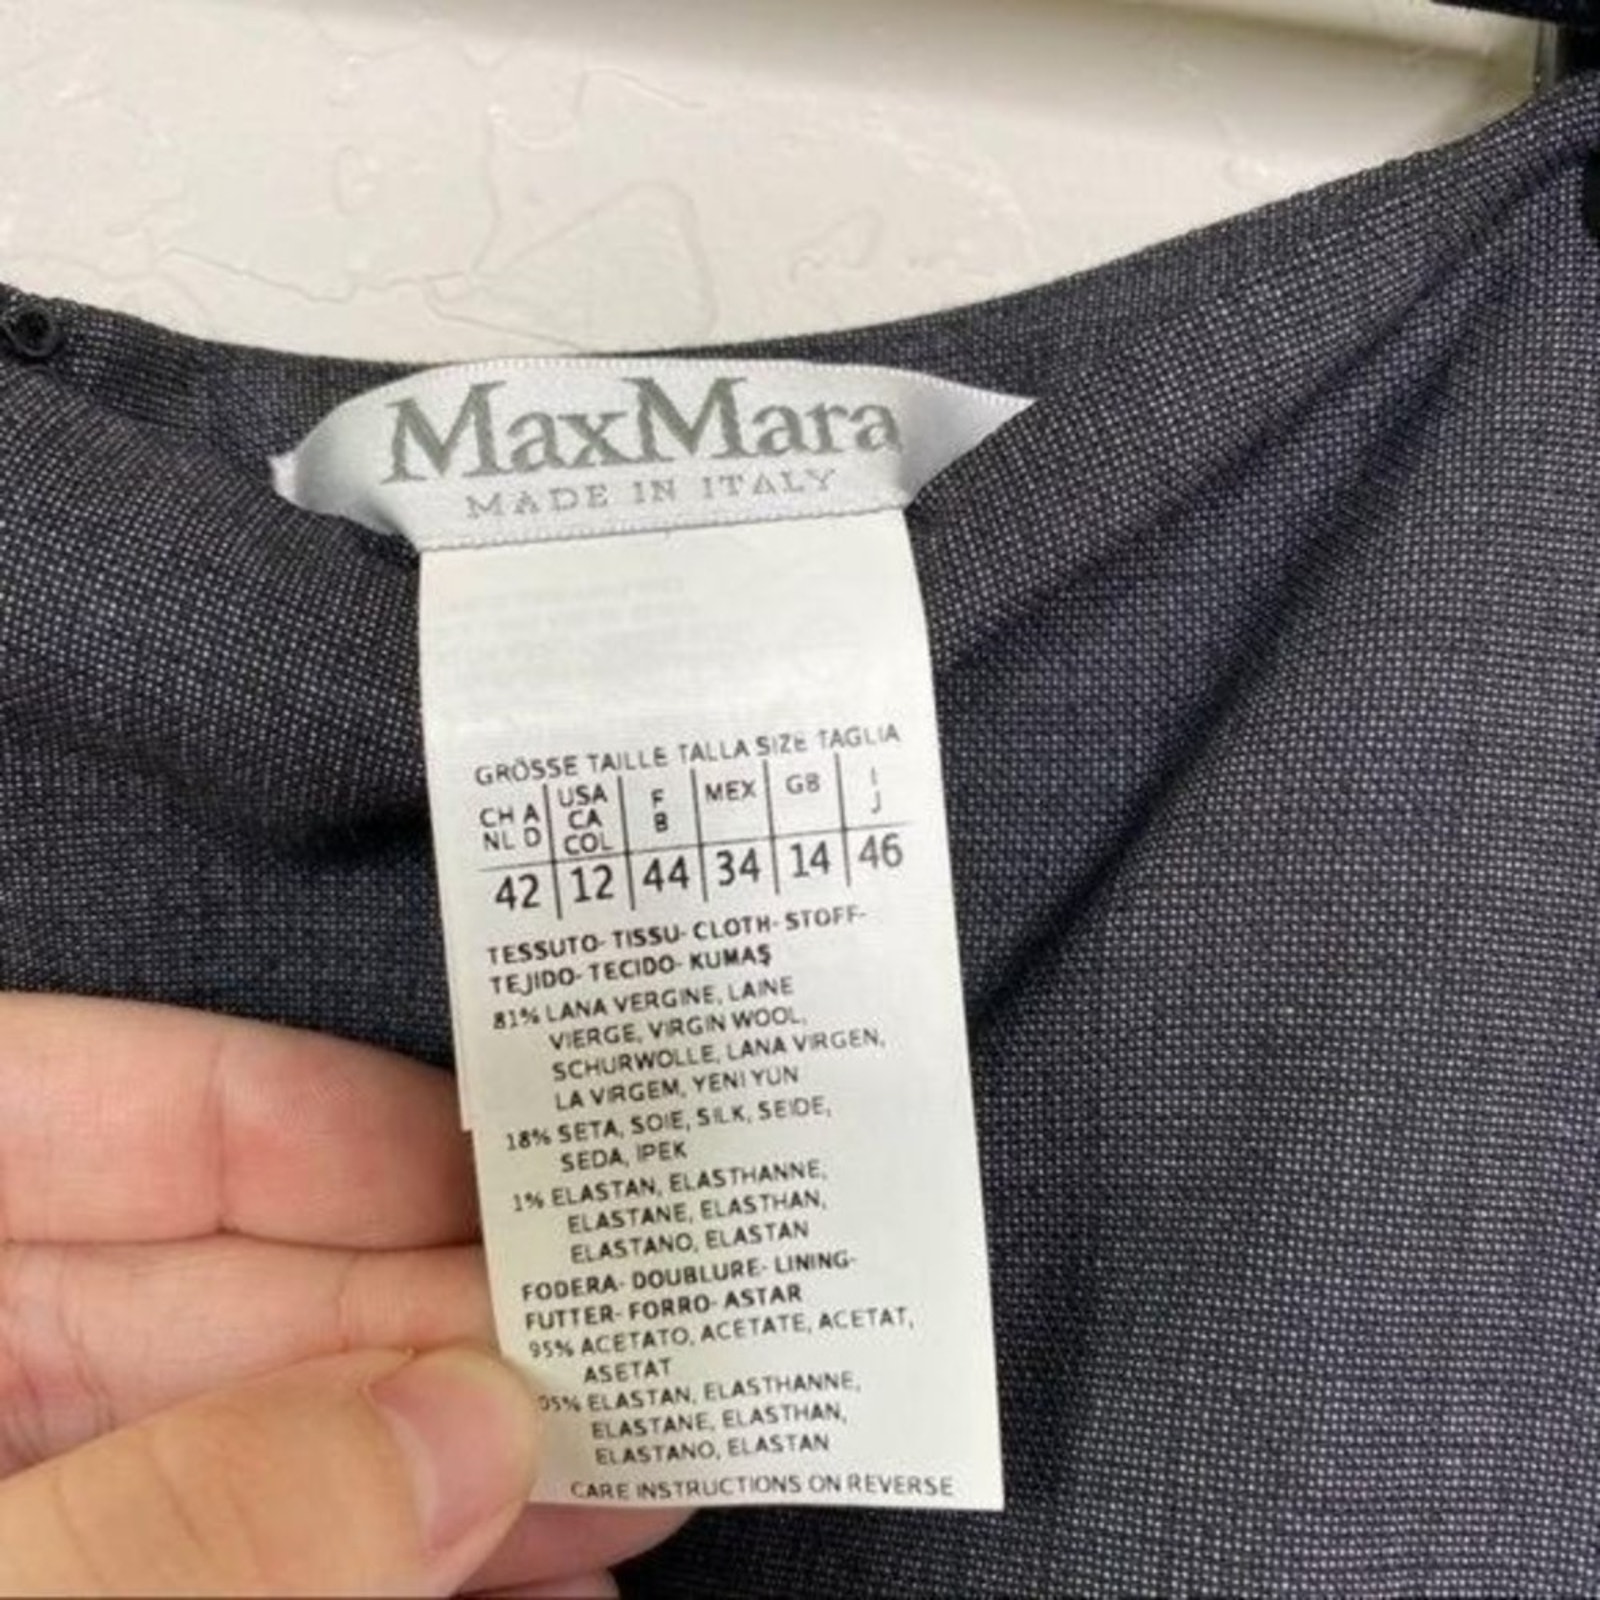 MaxMara
MADE IN ITALY
GRÖSSE TAILLE TALLA SIZE TAGLIA
CH A NL D USA CA COL F B MEX GB I J
42 12 44 34 14 46
TESSUTO- TISSU- CLOTH- STOFF-
TEJIDO- TECIDO- KUMAŞ
81% LANA VERGINE, LAINE
VIERGE, VIRGIN WOOL,
SCHURWOLLE, LANA VIRGEN,
LA VIRGEM, YENI YUN
18% SETA, SOIE, SILK, SEIDE,
SEDA, IPEK
1% ELASTAN, ELASTHANNE,
ELASTANE, ELASTHAN,
ELASTANO, ELASTAN
FODERA- DOUBLURE- LINING-
FUTTER- FORRO- ASTAR
95% ACETATO, ACETATE, ACETAT,
ASETAT
05% ELASTAN, ELASTHANNE,
ELASTANE, ELASTHAN,
ELASTANO, ELASTAN
CARE INSTRUCTIONS ON REVERSE